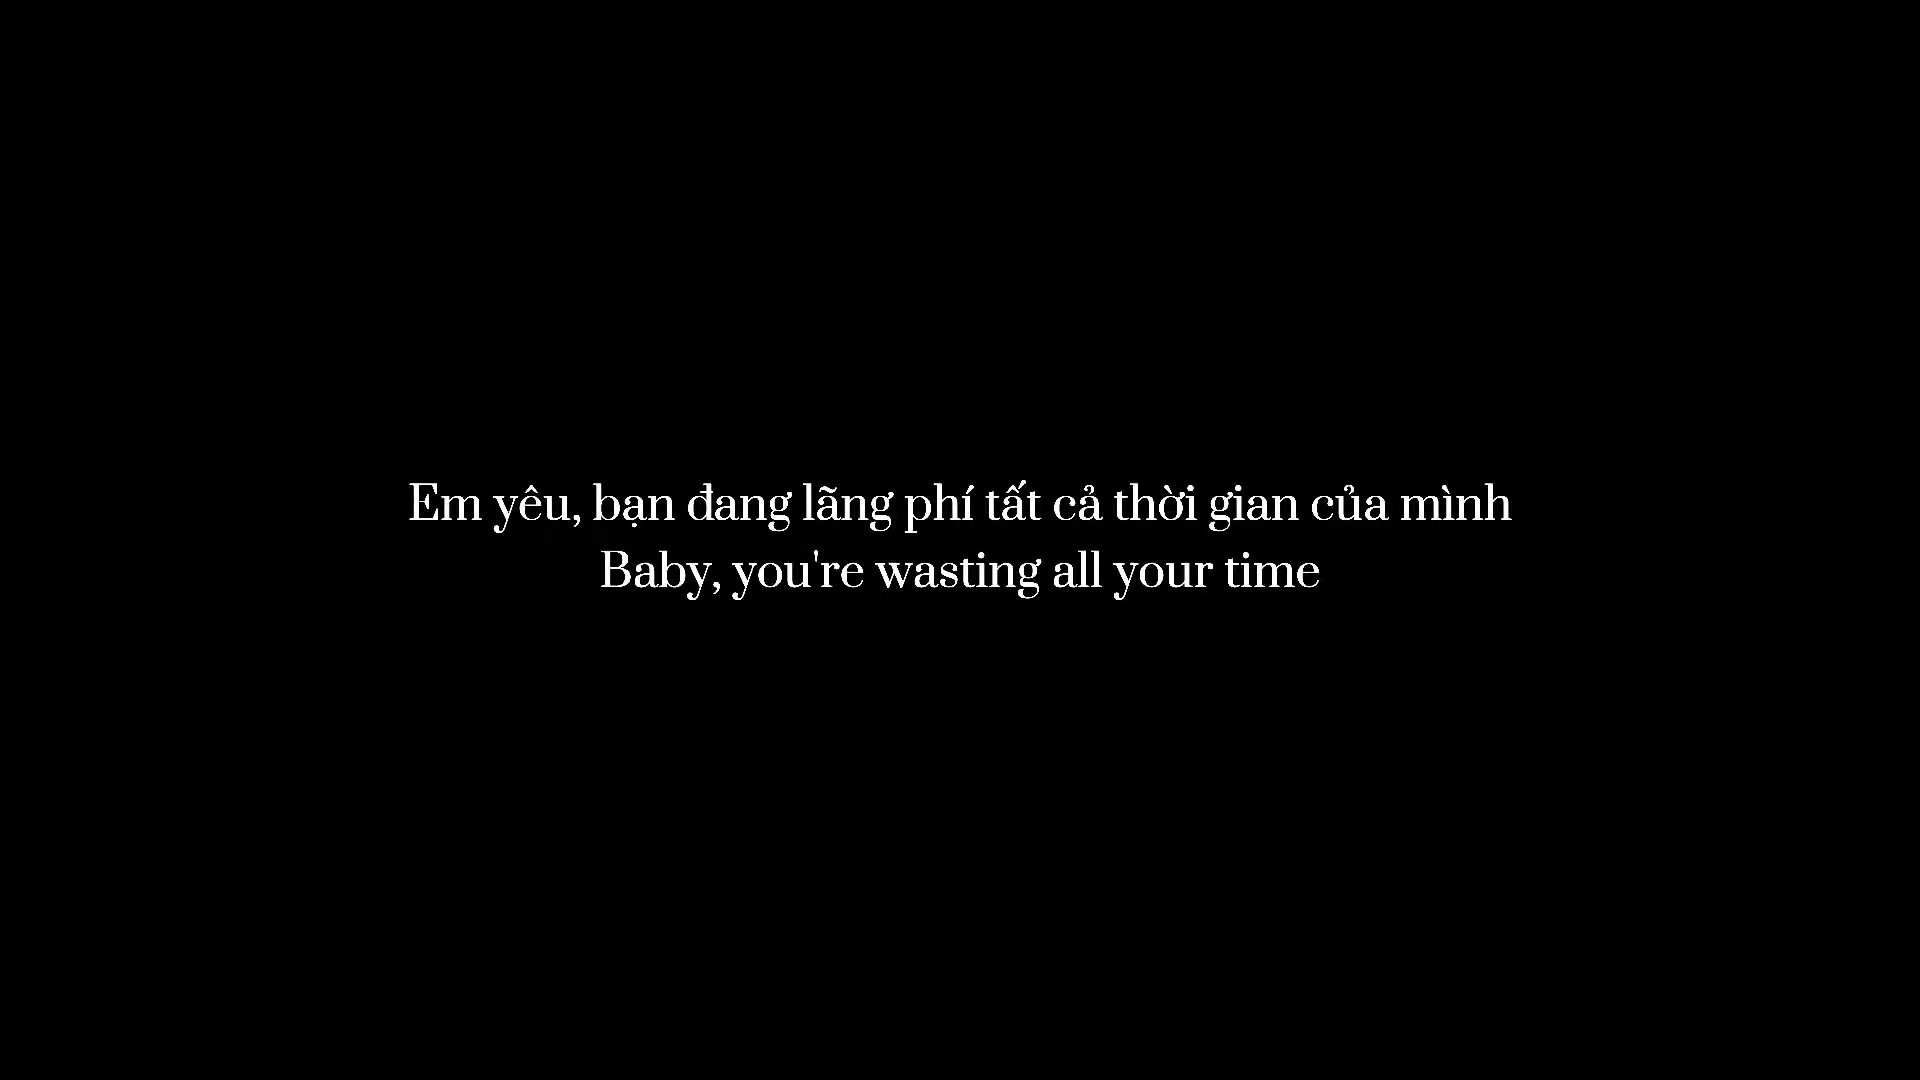 Em yêu, bạn đang lãng phí tất cả thời gian của mình
Baby, you're wasting all your time